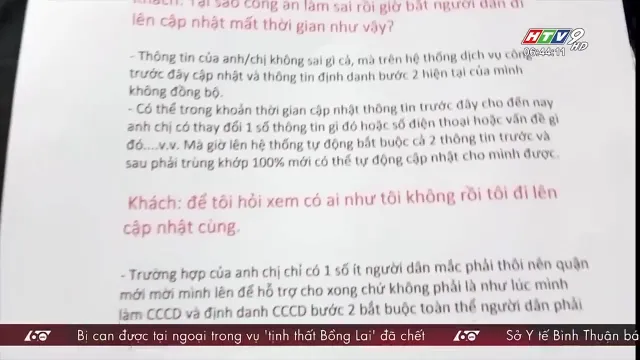 Khách: Tại sao công an làm sai rồi giờ bắt người dân đi
lên cập nhật mất thời gian như vậy?
HTV9 HD
06:44:11
- Thông tin của anh/chị không sai gì cả, mà trên hệ thống dịch vụ công
trước đây cập nhật và thông tin định danh bước 2 hiện tại của mình
không đồng bộ.
- Có thể trong khoản thời gian cập nhật thông tin trước đây cho đến nay
anh chị có thay đổi 1 số thông tin gì đó hoặc số điện thoại hoặc vấn đề gì
đó....v.v. Mà giờ lên hệ thống tự động bắt buộc cả 2 thông tin trước và
sau phải trùng khớp 100% mới có thể tự động cập nhật cho mình được.
Khách: để tôi hỏi xem có ai như tôi không rồi tôi đi lên
cập nhật cùng.
- Trường hợp của anh chị chỉ có 1 số ít người dân mắc phải thôi nên quận
mới mời mình lên để hỗ trợ cho xong chứ không phải là như lúc mình
làm CCCD và định danh CCCD bước 2 bắt buộc toàn thể người dân phải
60 Bị can được tại ngoại trong vụ 'tịnh thất Bồng Lai' đã chết 60 Sở Y tế Bình Thuận bá